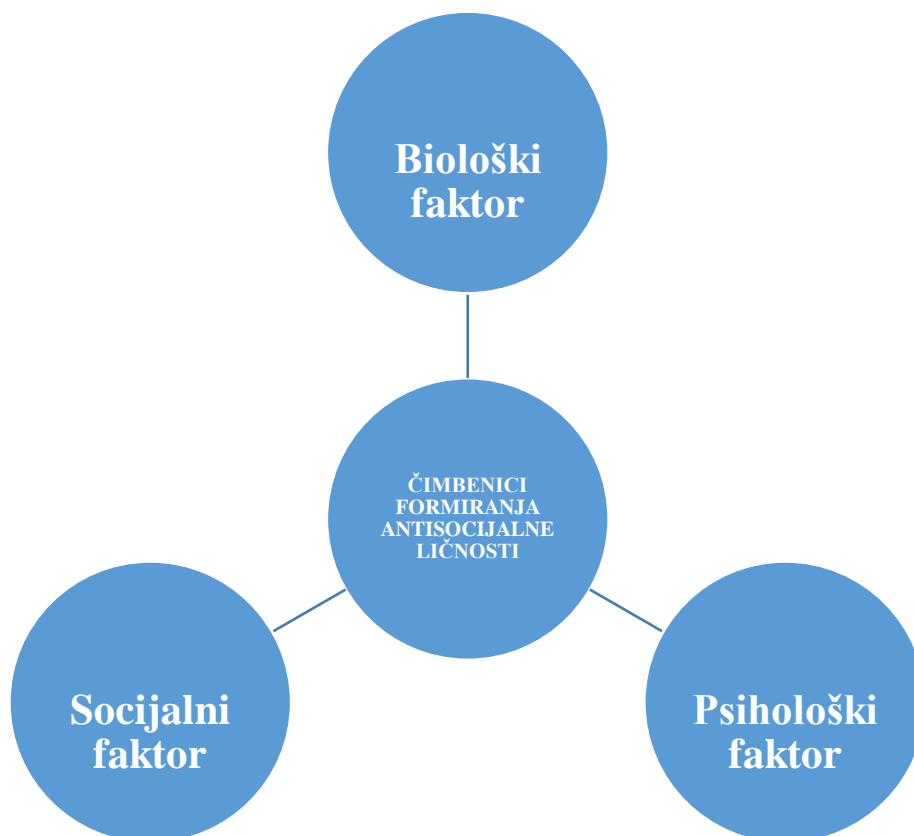 Biološki
faktor
ČIMBENICI
FORMIRANJA
ANTISOCIJALNE
LIČNOSTI
Socijalni
faktor
Psihološki
faktor